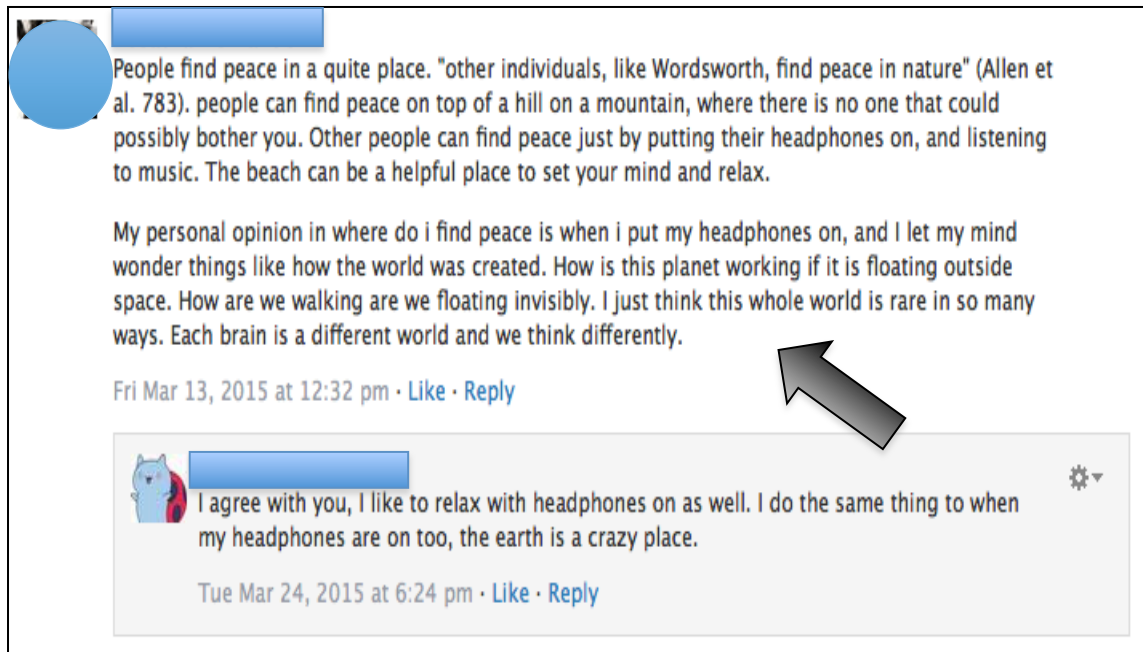 People find peace in a quite place. "other individuals, like Wordsworth, find peace in nature" (Allen et
al. 783). people can find peace on top of a hill on a mountain, where there is no one that could
possibly bother you. Other people can find peace just by putting their headphones on, and listening
to music. The beach can be a helpful place to set your mind and relax.
My personal opinion in where do i find peace is when i put my headphones on, and I let my mind
wonder things like how the world was created. How is this planet working if it is floating outside
space. How are we walking are we floating invisibly. I just think this whole world is rare in so many
ways. Each brain is a different world and we think differently.
Fri Mar 13, 2015 at 12:32 pm · Like · Reply
I agree with you, I like to relax with headphones on as well. I do the same thing to when
my headphones are on too, the earth is a crazy place.
Tue Mar 24, 2015 at 6:24 pm · Like · Reply